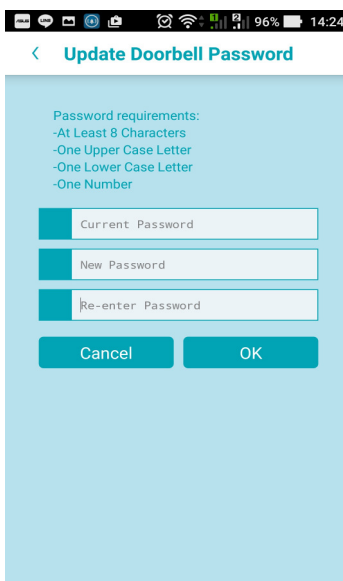 96% 14:24
Update Doorbell Password
Password requirements:
-At Least 8 Characters
-One Upper Case Letter
-One Lower Case Letter
-One Number
Current Password
New Password
Re-enter Password
Cancel OK